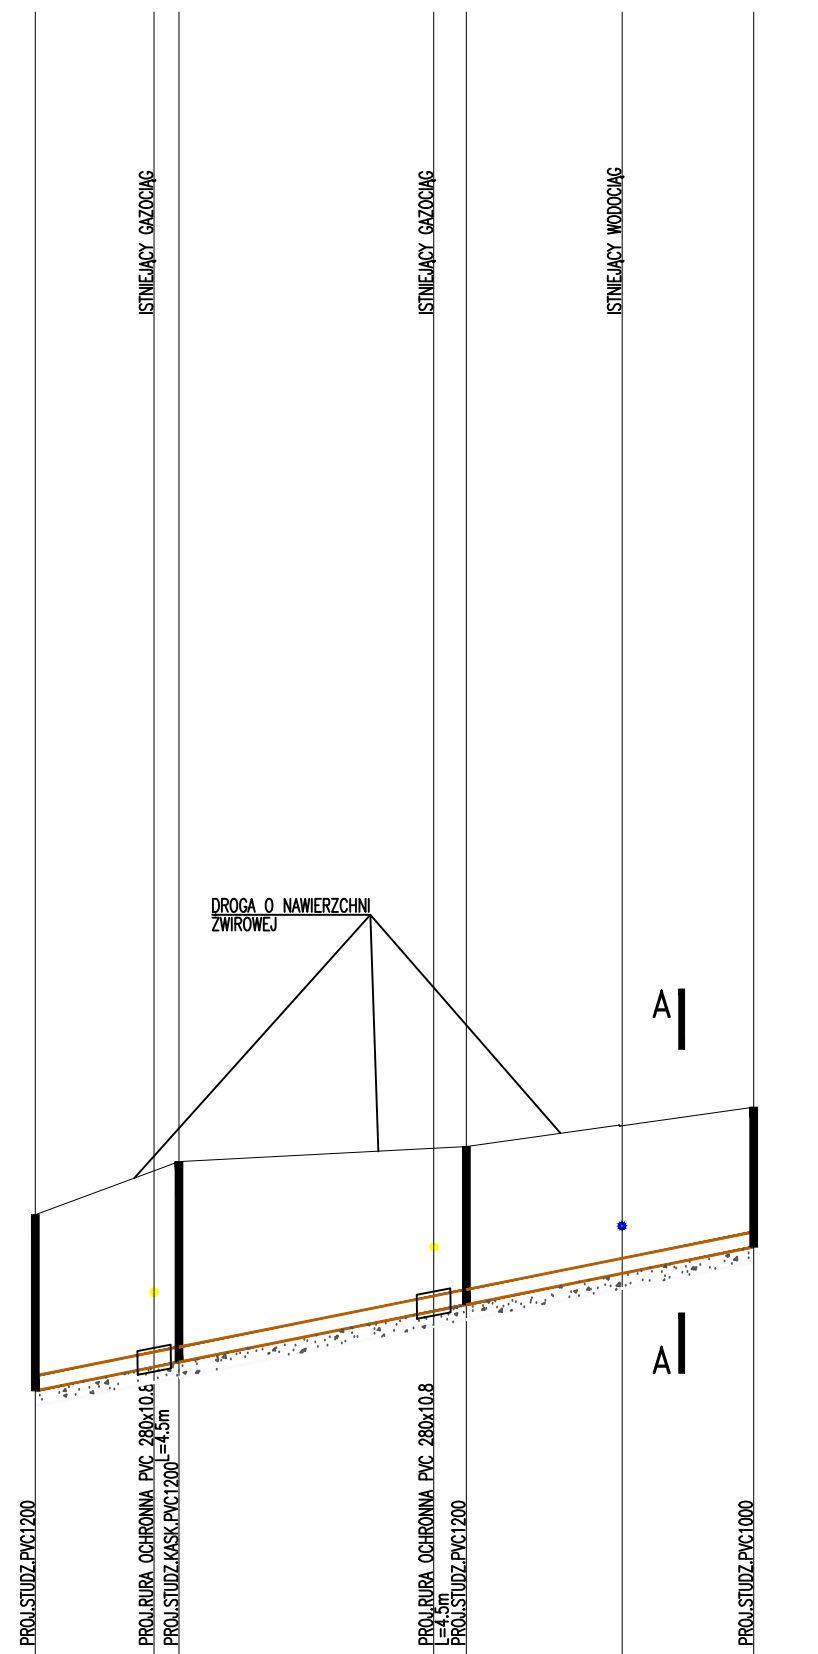 ISTNIEJĄCY GAZOCIĄG
ISTNIEJĄCY GAZOCIĄG
ISTNIEJĄCY WODOCIĄG
DROGA O NAWIERZCHNI
ZWIROWEJ
A
A
PROJ.STUDZ.PVC1200
PROJ.RURA OCHRONNA PVC 280x10.8
L=4.5m
PROJ.STUDZ.KASK.PVC1200
PROJ.RURA OCHRONNA PVC 280x10.8
L=4.5m
PROJ.STUDZ.PVC1200
PROJ.STUDZ.PVC1000